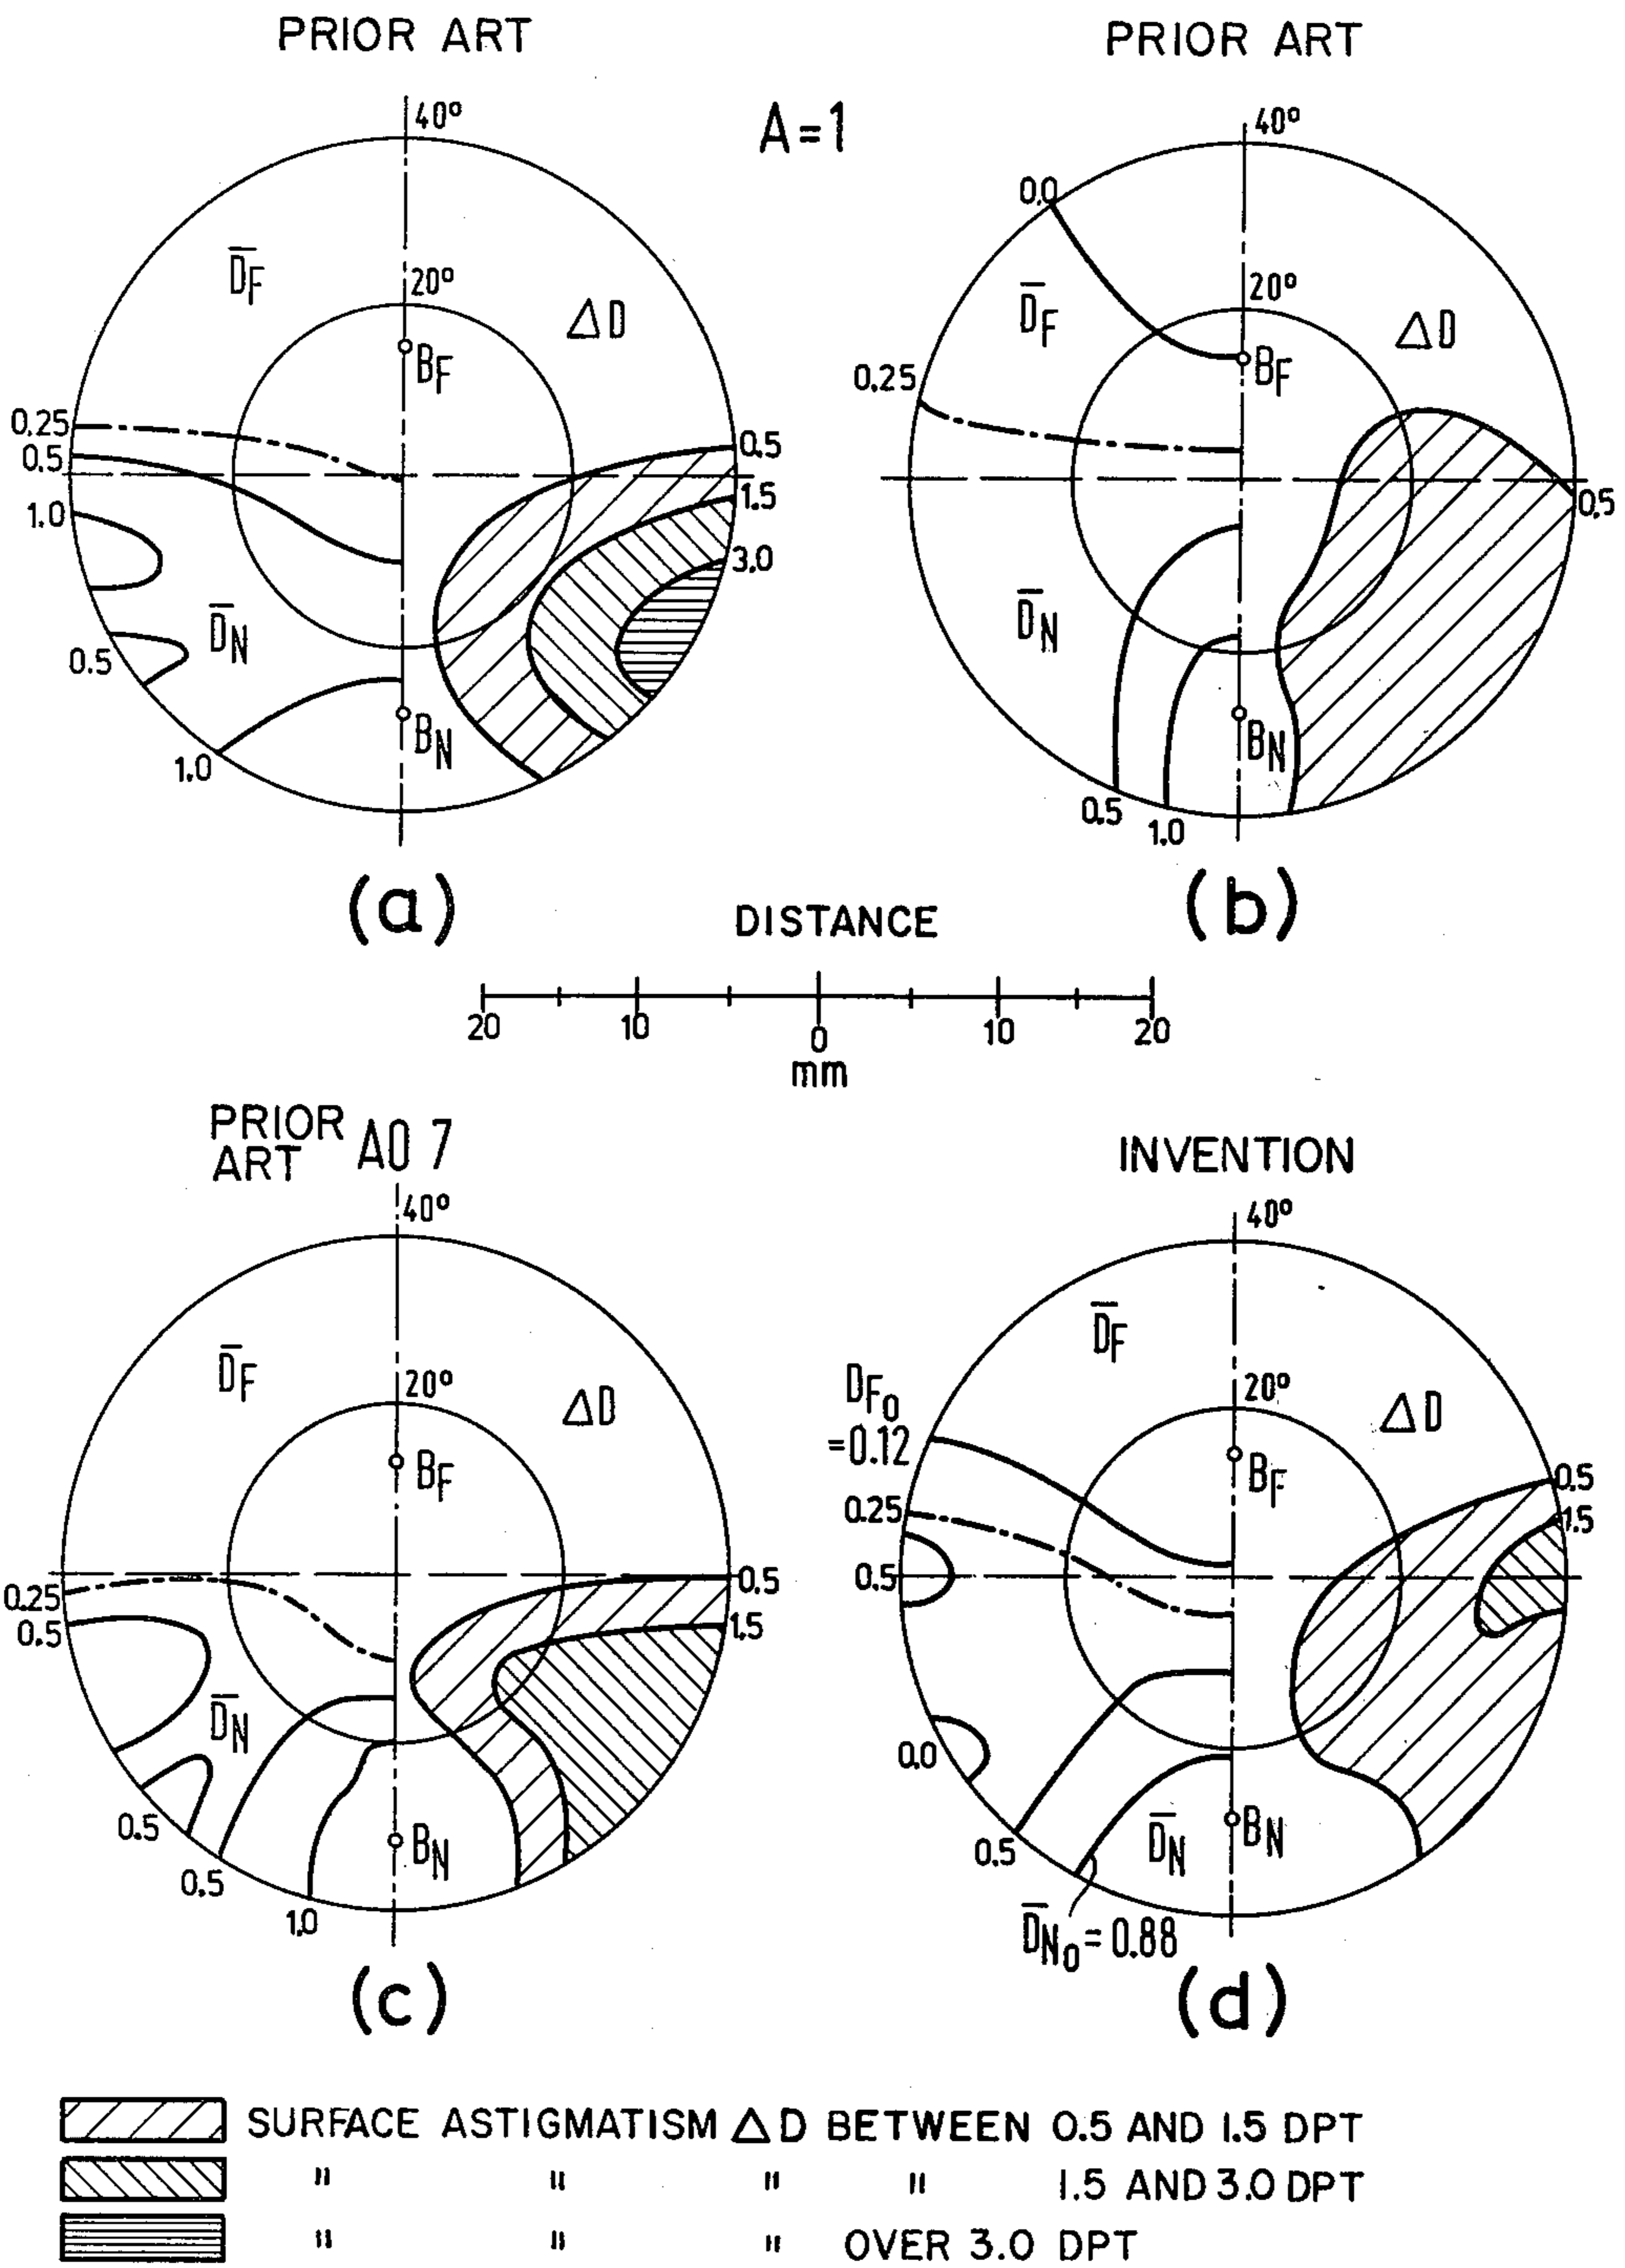 PRIOR ART
PRIOR ART
A=1
40°
D̅F
20°
ΔD
BF
0.25
0.5
1.0
D̅N
0.5
1.0
BN
0.5
1.5
3.0
(a)
40°
0.0
D̅F
20°
ΔD
BF
0.25
D̅N
0.5
BN
0.5
1.0
(b)
DISTANCE
20
10
0
10
20
mm
PRIOR
ART
A0 7
40°
D̅F
20°
ΔD
BF
0.25
0.5
D̅N
0.5
0.5
1.0
BN
0.5
1.5
(c)
INVENTION
40°
D̅F
20°
DF0
=0.12
ΔD
BF
0.25
0.5
0.5
1.5
0.0
0.5
D̅N
BN
D̅N0=0.88
(d)
SURFACE ASTIGMATISM ΔD BETWEEN 0.5 AND 1.5 DPT
" " " " 1.5 AND 3.0 DPT
" " " OVER 3.0 DPT